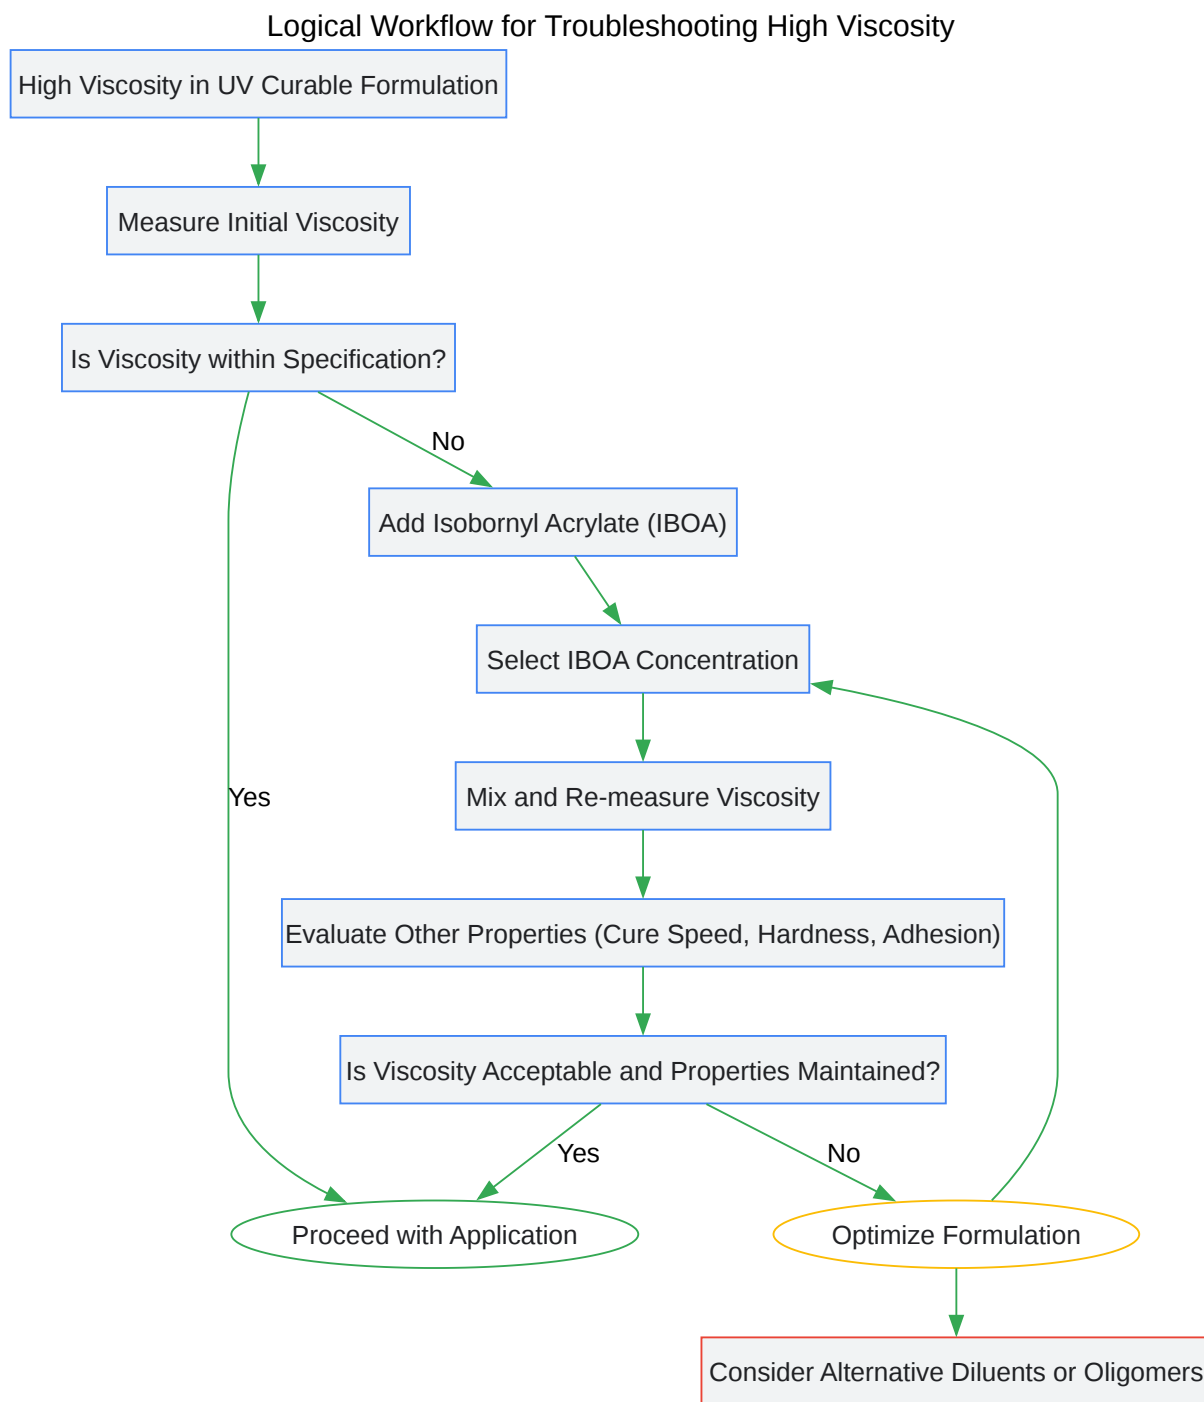 Logical Workflow for Troubleshooting High Viscosity
High Viscosity in UV Curable Formulation
Measure Initial Viscosity
Is Viscosity within Specification?
No
Add Isobornyl Acrylate (IBOA)
Select IBOA Concentration
Yes
Mix and Re-measure Viscosity
Evaluate Other Properties (Cure Speed, Hardness, Adhesion)
Is Viscosity Acceptable and Properties Maintained?
Yes
No
Proceed with Application
Optimize Formulation
Consider Alternative Diluents or Oligomers